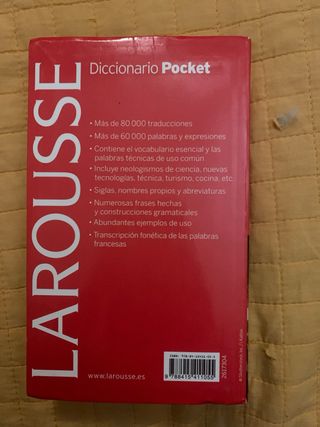 LAROUSSE
Diccionario Pocket
• Más de 80 000 traducciones
• Más de 60 000 palabras y expresiones
• Contiene el vocabulario esencial y las
palabras técnicas de uso común
• Incluye neologismos de ciencia, nuevas
tecnologías, técnica, turismo, cocina, etc.
• Siglas, nombres propios y abreviaturas
• Numerosas frases hechas
y construcciones gramaticales
• Abundantes ejemplos de uso
• Transcripción fonética de las palabras
francesas
www.larousse.es
9788415411055
2617304